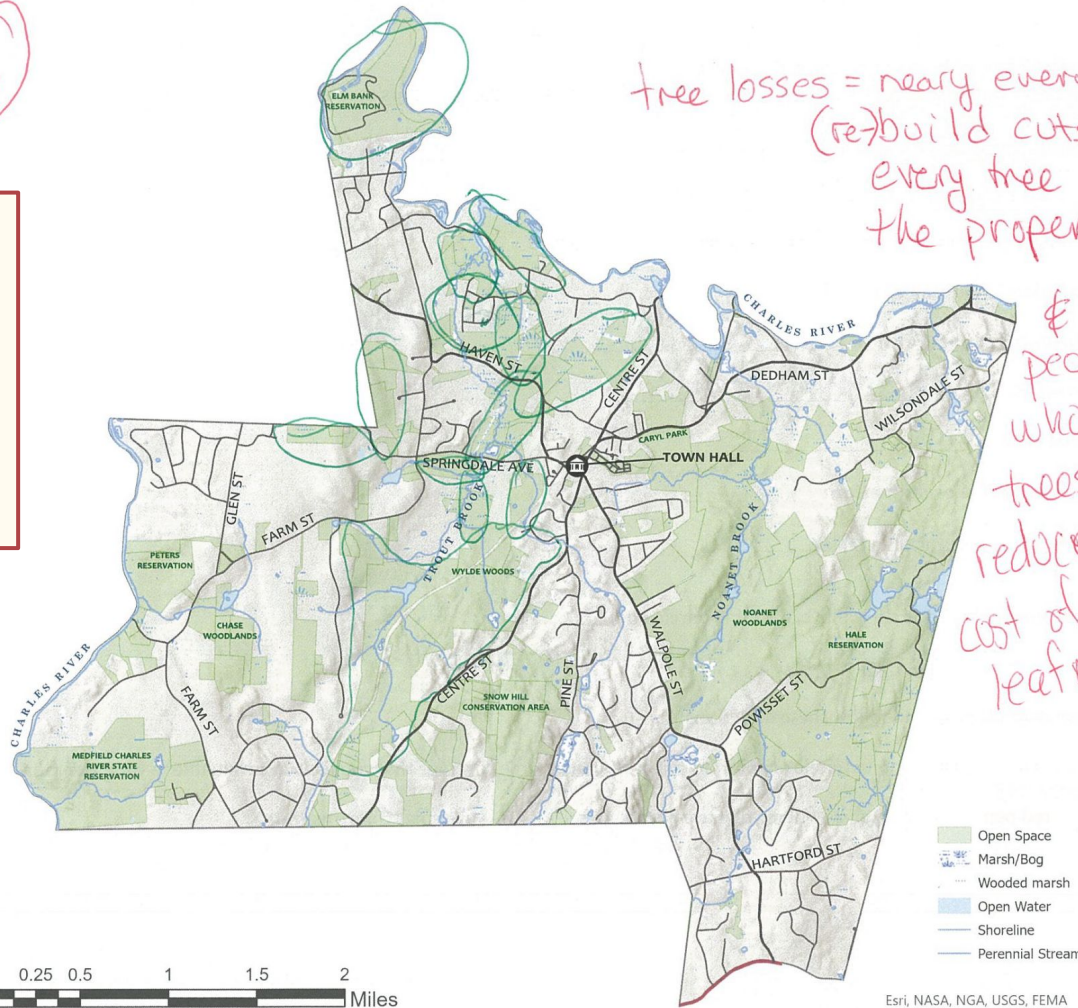 tree losses = neary every
(re-)build cuts
every tree
the proper
&
whi
trees
reduce
cost of
leaf
ELM BANK
RESERVATION
CHARLES RIVER
HAVEN ST
CENTRE ST
DEDHAM ST
WILSONDALE ST
CARYL PARK
TOWN HALL
SPRINGDALE AVE
GLEN ST
FARM ST
TROUT BROOK
WYLDE WOODS
PETERS
RESERVATION
CHASE
WOODLANDS
NOANET BROOK
NOANET
WOODLANDS
HALE
RESERVATION
WALPOLE ST
CHARLES RIVER
CENTRE ST
SNOW HILL
CONSERVATION AREA
PINE ST
POWISSET ST
FARM ST
MEDFIELD CHARLES
RIVER STATE
RESERVATION
HARTFORD ST
Open Space
Marsh/Bog
Wooded marsh
Open Water
Shoreline
Perennial Stream
0.25 0.5 1 1.5 2
Miles
Esri, NASA, NGA, USGS, FEMA